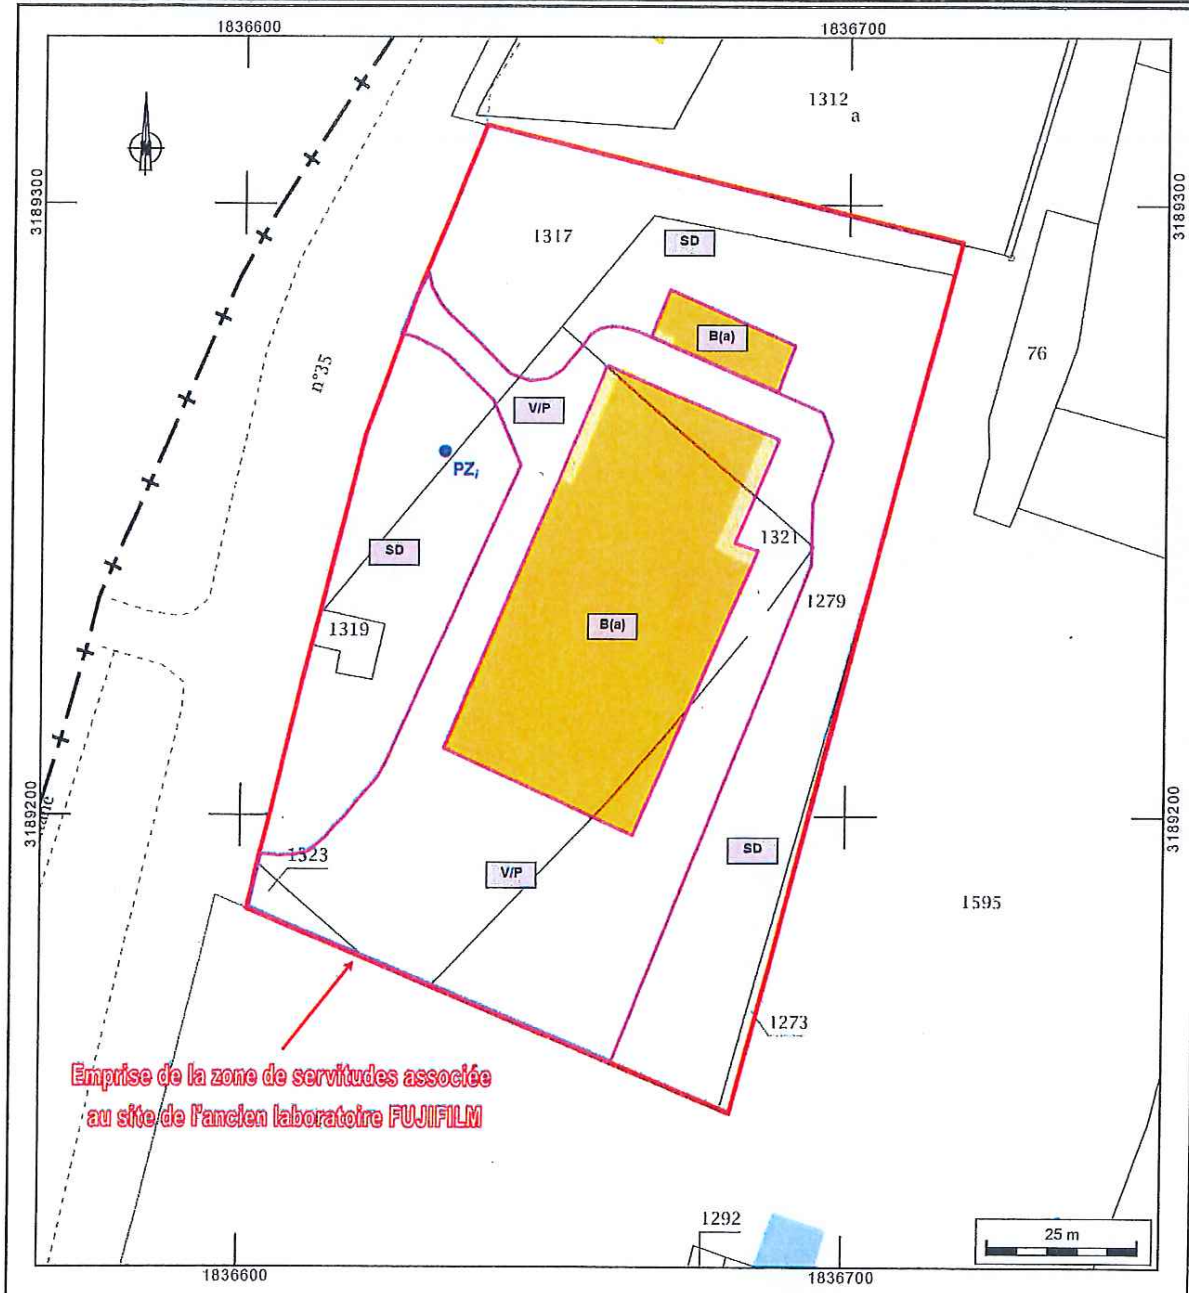 1836600
1836700
1312
a
3189300
3189300
1317
SD
B(a)
76
n°35
V/P
PZi
1321
SD
1279
1319
B(a)
3189200
3189200
1323
SD
V/P
1595
1273
Emprise de la zone de servitudes associée
au site de l'ancien laboratoire FUJIFILM
1292
25 m
1836600
1836700